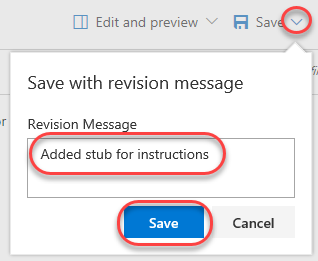 Edit and preview
Save
Save with revision message
Revision Message
Added stub for instructions
Save
Cancel